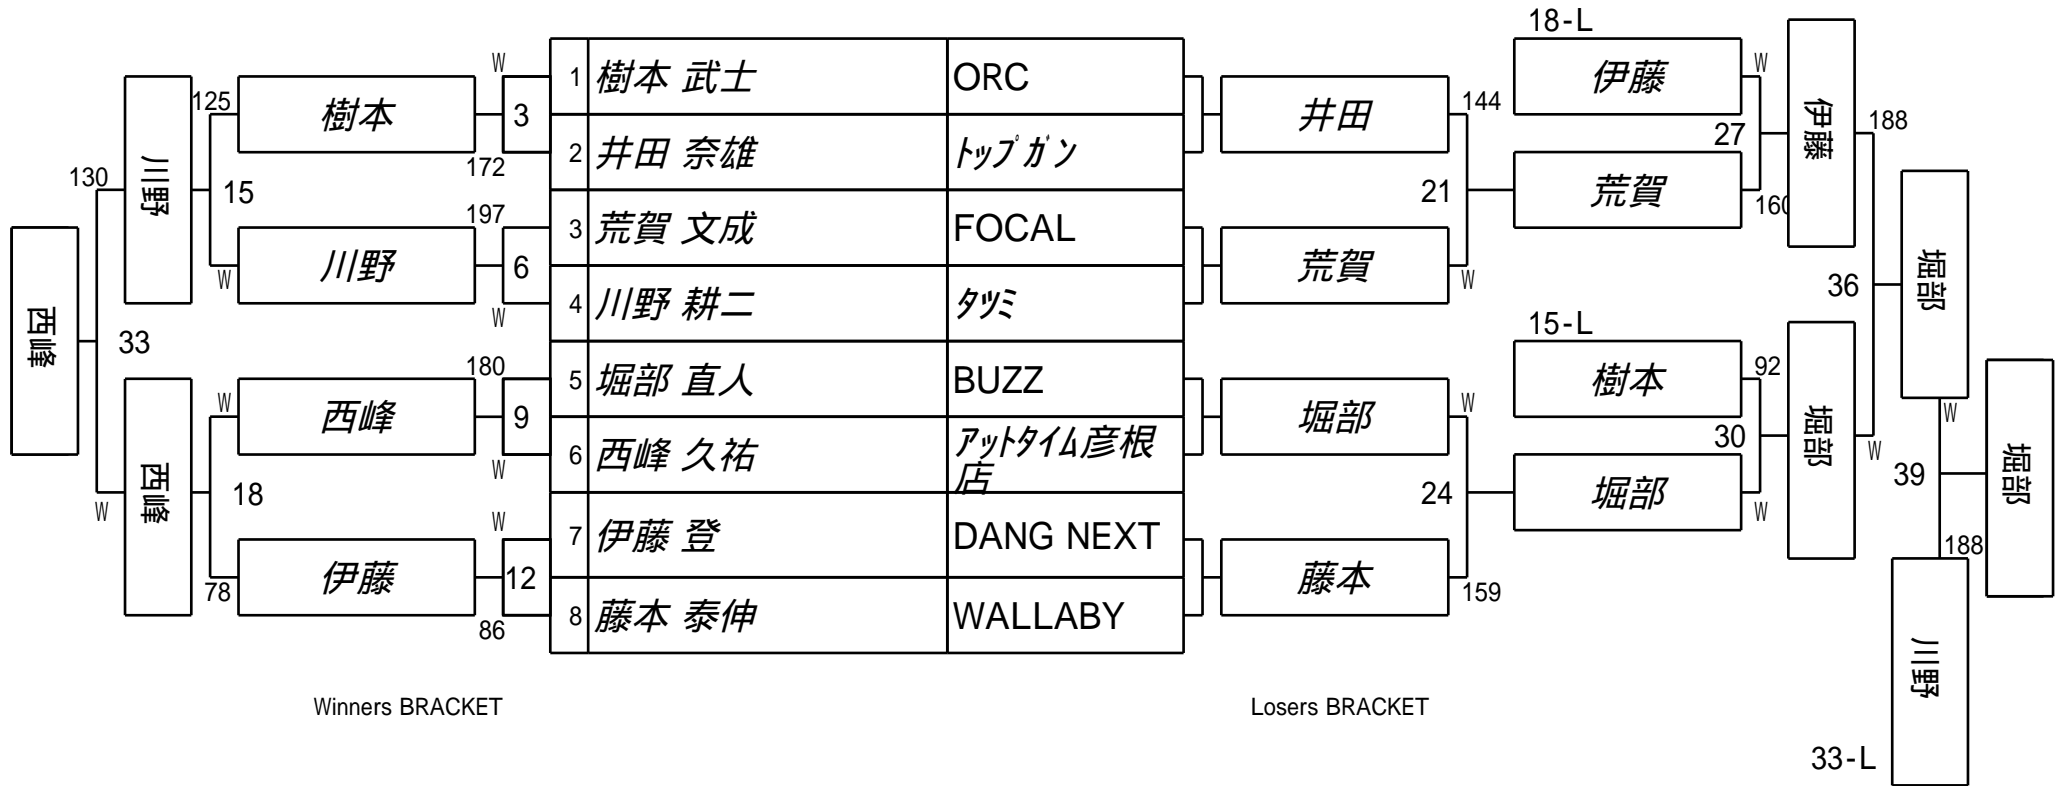 18-L
W
1 樹本 武士 ORC
伊藤
W
125
樹本
3
井田
144
伊藤
188
172
2 井田 奈雄 トップガン
27
130
川野
15
21
荒賀
160
197
3 荒賀 文成 FOCAL
堀部
W
川野
6
荒賀
W
36
4 川野 耕二 タツミ
W
西峰
33
15-L
180
5 堀部 直人 BUZZ
樹本
92
W
西峰
9
堀部
W
堀部
W
W
6 西峰 久祐 アットタイム彦根
店
30
W
39
堀部
W
西峰
18
24
堀部
W
W
7 伊藤 登 DANG NEXT
188
78
伊藤
12
藤本
159
86
8 藤本 泰伸 WALLABY
川野
Winners BRACKET
Losers BRACKET
33-L